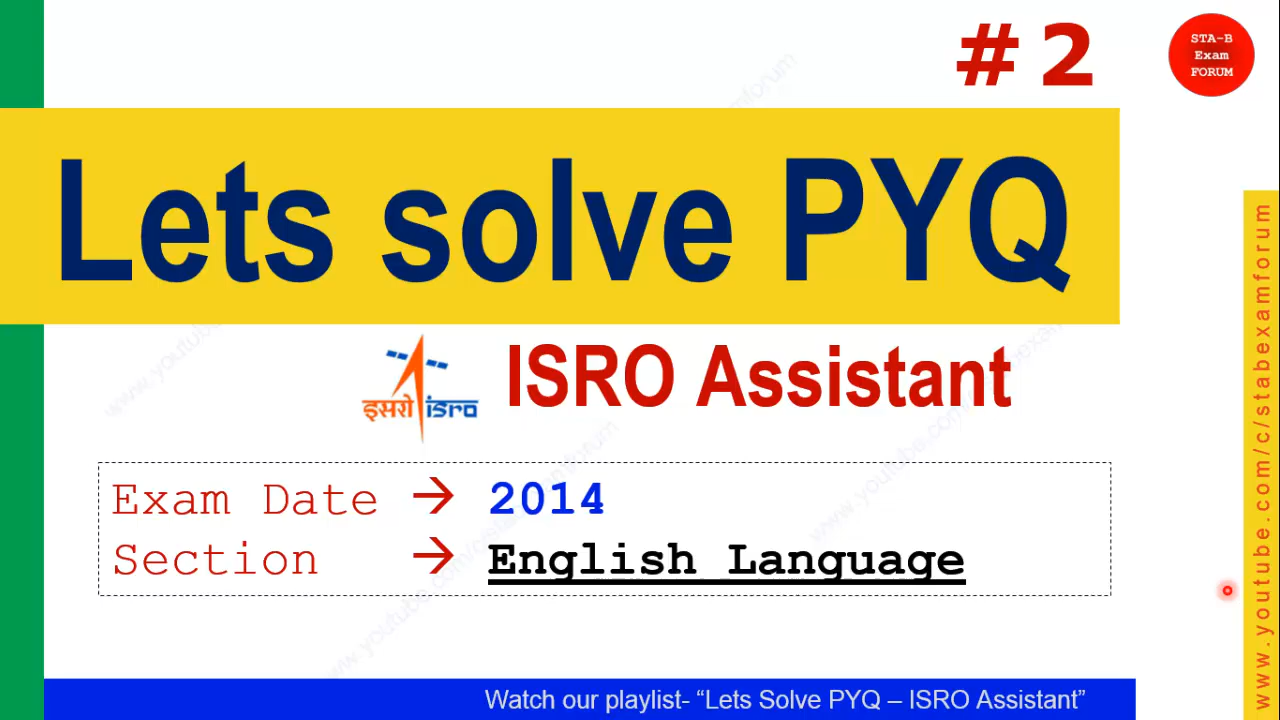 #2
STA-B
Exam
FORUM
Lets solve PYQ
इसरो isro
ISRO Assistant
Exam Date → 2014
Section → English Language
www.youtube.com/c/stabexamforum
Watch our playlist- “Lets Solve PYQ – ISRO Assistant”